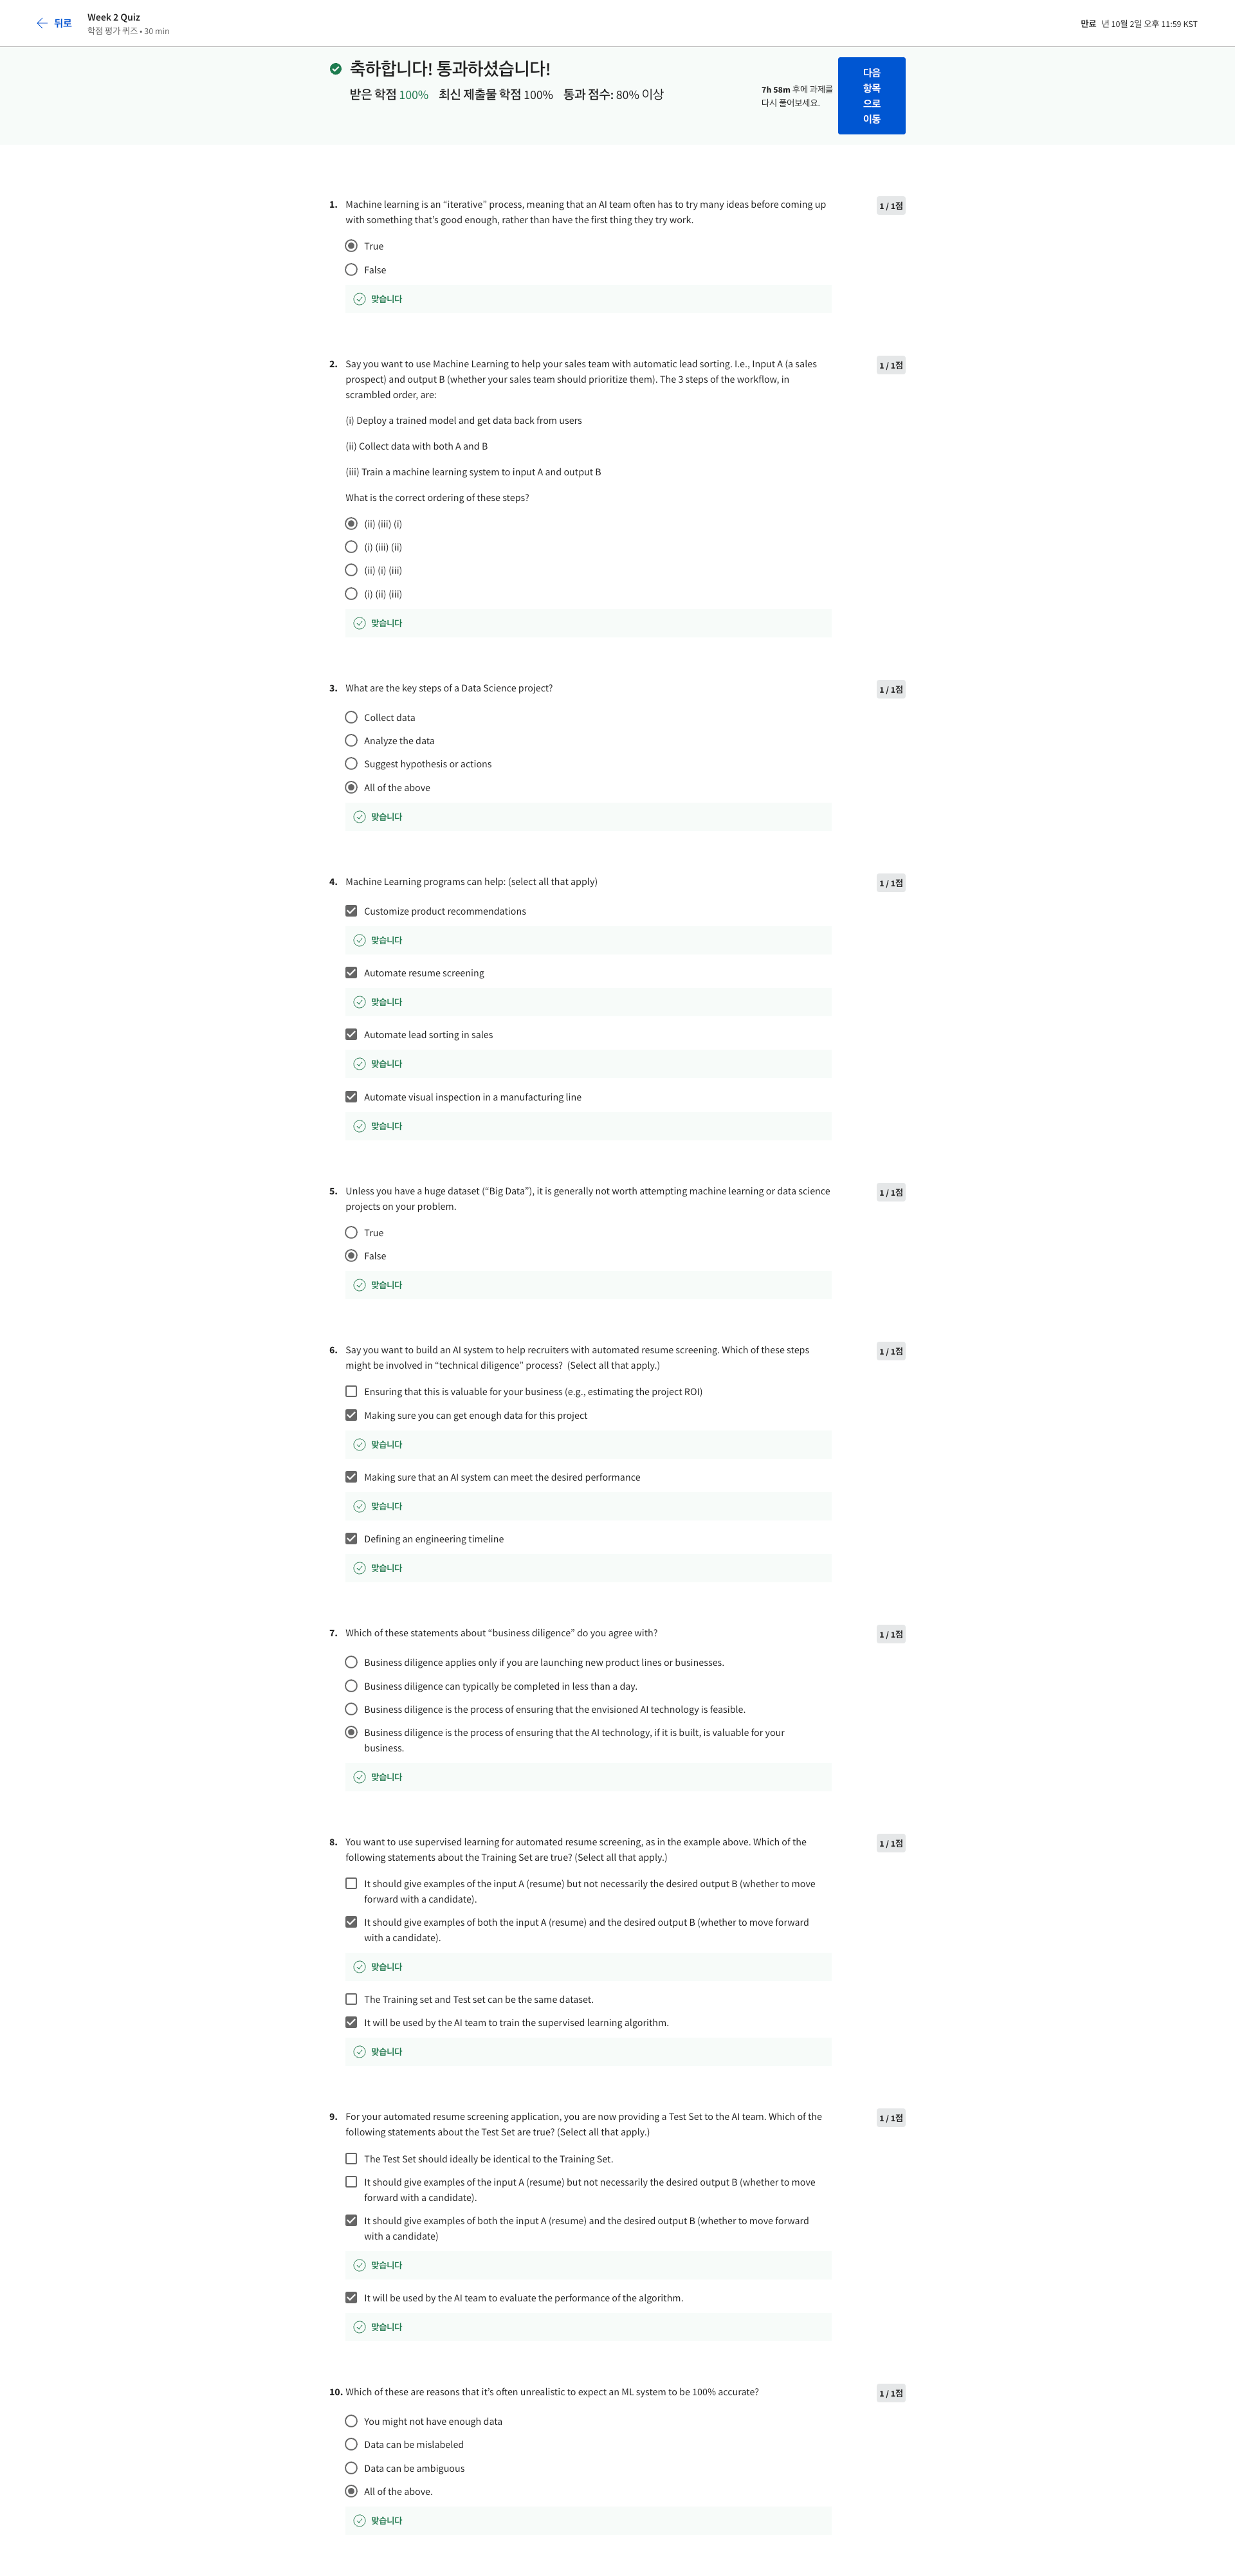 뒤로
Week 2 Quiz
학점 평가 퀴즈 • 30 min
만료 년 10월 2일 오후 11:59 KST
축하합니다! 통과하셨습니다!
받은 학점 100% 최신 제출물 학점 100% 통과 점수: 80% 이상
7h 58m 후에 과제를
다시 풀어보세요.
다음
항목
으로
이동
1. Machine learning is an “iterative” process, meaning that an AI team often has to try many ideas before coming up
with something that’s good enough, rather than have the first thing they try work.
1 / 1점
True
False
맞습니다
2. Say you want to use Machine Learning to help your sales team with automatic lead sorting. I.e., Input A (a sales
prospect) and output B (whether your sales team should prioritize them). The 3 steps of the workflow, in
scrambled order, are:
1 / 1점
(i) Deploy a trained model and get data back from users
(ii) Collect data with both A and B
(iii) Train a machine learning system to input A and output B
What is the correct ordering of these steps?
(ii) (iii) (i)
(i) (iii) (ii)
(ii) (i) (iii)
(i) (ii) (iii)
맞습니다
3. What are the key steps of a Data Science project?
1 / 1점
Collect data
Analyze the data
Suggest hypothesis or actions
All of the above
맞습니다
4. Machine Learning programs can help: (select all that apply)
1 / 1점
Customize product recommendations
맞습니다
Automate resume screening
맞습니다
Automate lead sorting in sales
맞습니다
Automate visual inspection in a manufacturing line
맞습니다
5. Unless you have a huge dataset (“Big Data”), it is generally not worth attempting machine learning or data science
projects on your problem.
1 / 1점
True
False
맞습니다
6. Say you want to build an AI system to help recruiters with automated resume screening. Which of these steps
might be involved in “technical diligence” process? (Select all that apply.)
1 / 1점
Ensuring that this is valuable for your business (e.g., estimating the project ROI)
Making sure you can get enough data for this project
맞습니다
Making sure that an AI system can meet the desired performance
맞습니다
Defining an engineering timeline
맞습니다
7. Which of these statements about “business diligence” do you agree with?
1 / 1점
Business diligence applies only if you are launching new product lines or businesses.
Business diligence can typically be completed in less than a day.
Business diligence is the process of ensuring that the envisioned AI technology is feasible.
Business diligence is the process of ensuring that the AI technology, if it is built, is valuable for your
business.
맞습니다
8. You want to use supervised learning for automated resume screening, as in the example above. Which of the
following statements about the Training Set are true? (Select all that apply.)
1 / 1점
It should give examples of the input A (resume) but not necessarily the desired output B (whether to move
forward with a candidate).
It should give examples of both the input A (resume) and the desired output B (whether to move forward
with a candidate).
맞습니다
The Training set and Test set can be the same dataset.
It will be used by the AI team to train the supervised learning algorithm.
맞습니다
9. For your automated resume screening application, you are now providing a Test Set to the AI team. Which of the
following statements about the Test Set are true? (Select all that apply.)
1 / 1점
The Test Set should ideally be identical to the Training Set.
It should give examples of the input A (resume) but not necessarily the desired output B (whether to move
forward with a candidate).
It should give examples of both the input A (resume) and the desired output B (whether to move forward
with a candidate)
맞습니다
It will be used by the AI team to evaluate the performance of the algorithm.
맞습니다
10. Which of these are reasons that it’s often unrealistic to expect an ML system to be 100% accurate?
1 / 1점
You might not have enough data
Data can be mislabeled
Data can be ambiguous
All of the above.
맞습니다